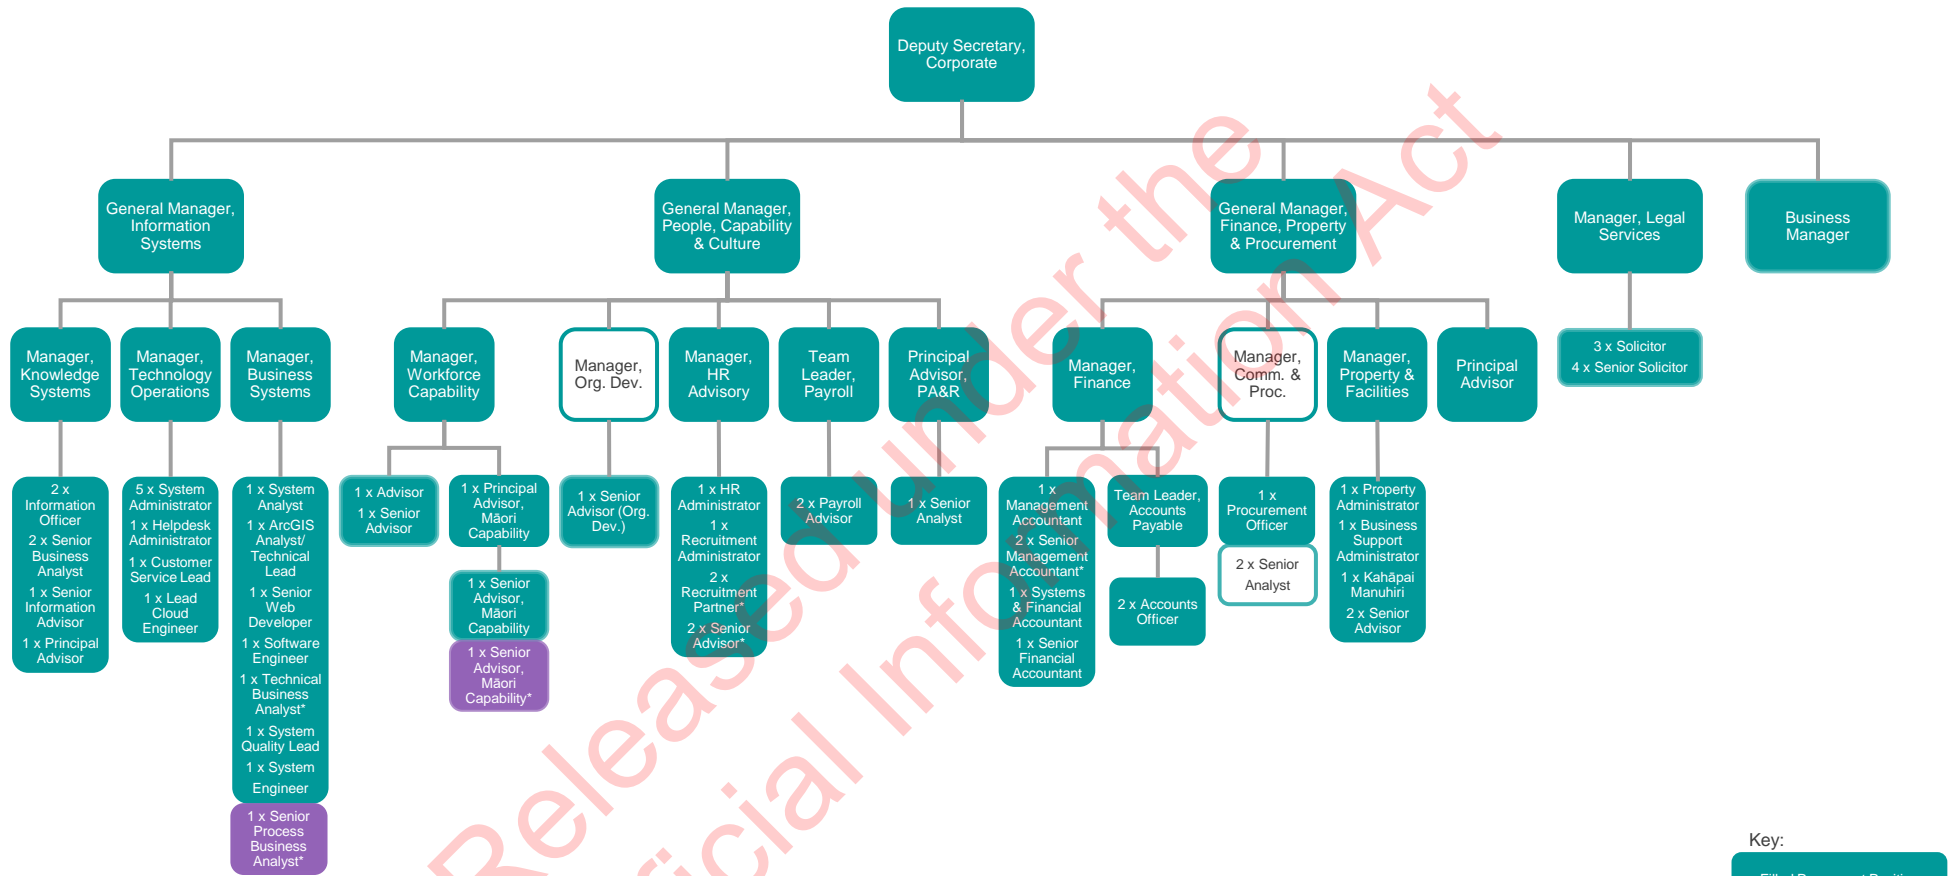 Deputy Secretary,
Corporate
General Manager,
Information
Systems
General Manager,
People, Capability
& Culture
General Manager,
Finance, Property
& Procurement
Manager, Legal
Services
Business
Manager
Manager,
Knowledge
Systems
Manager,
Technology
Operations
Manager,
Business
Systems
Manager,
Workforce
Capability
Manager,
Org. Dev.
Manager,
HR
Advisory
Team
Leader,
Payroll
Principal
Advisor,
PA&R
Manager,
Finance
Manager,
Comm. &
Proc.
Manager,
Property &
Facilities
Principal
Advisor
3 x Solicitor
4 x Senior Solicitor
2 x
Information
Officer
2 x Senior
Business
Analyst
1 x Senior
Information
Advisor
1 x Principal
Advisor
5 x System
Administrator
1 x Helpdesk
Administrator
1 x Customer
Service Lead
1 x Lead
Cloud
Engineer
1 x System
Analyst
1 x ArcGIS
Analyst/
Technical
Lead
1 x Senior
Web
Developer
1 x Software
Engineer
1 x Technical
Business
Analyst*
1 x System
Quality Lead
1 x System
Engineer
1 x Senior
Process
Business
Analyst*
1 x Advisor
1 x Senior
Advisor
1 x Principal
Advisor,
Māori
Capability
1 x Senior
Advisor,
Māori
Capability
1 x Senior
Advisor,
Māori
Capability*
1 x Senior
Advisor (Org.
Dev.)
1 x HR
Administrator
1 x
Recruitment
Administrator
2 x
Recruitment
Partner*
2 x Senior
Advisor*
2 x Payroll
Advisor
1 x Senior
Analyst
1 x
Management
Accountant
2 x Senior
Management
Accountant*
1 x Systems
& Financial
Accountant
1 x Senior
Financial
Accountant
Team Leader,
Accounts
Payable
2 x Accounts
Officer
1 x
Procurement
Officer
2 x Senior
Analyst
1 x Property
Administrator
1 x Business
Support
Administrator
1 x Kahāpai
Manuhiri
2 x Senior
Advisor
Released under the
Information Act
Key: